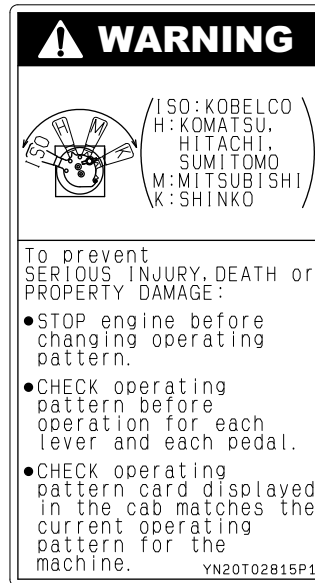 WARNING
ISO
H
M
K
ISO:KOBELCO
H:KOMATSU,
HITACHI,
SUMITOMO
M:MITSUBISHI
K:SHINKO
To prevent
SERIOUS INJURY, DEATH or
PROPERTY DAMAGE:
●STOP engine before
changing operating
pattern.
●CHECK operating
pattern before
operation for each
lever and each pedal.
●CHECK operating
pattern card displayed
in the cab matches the
current operating
pattern for the
machine.
YN20T02815P1